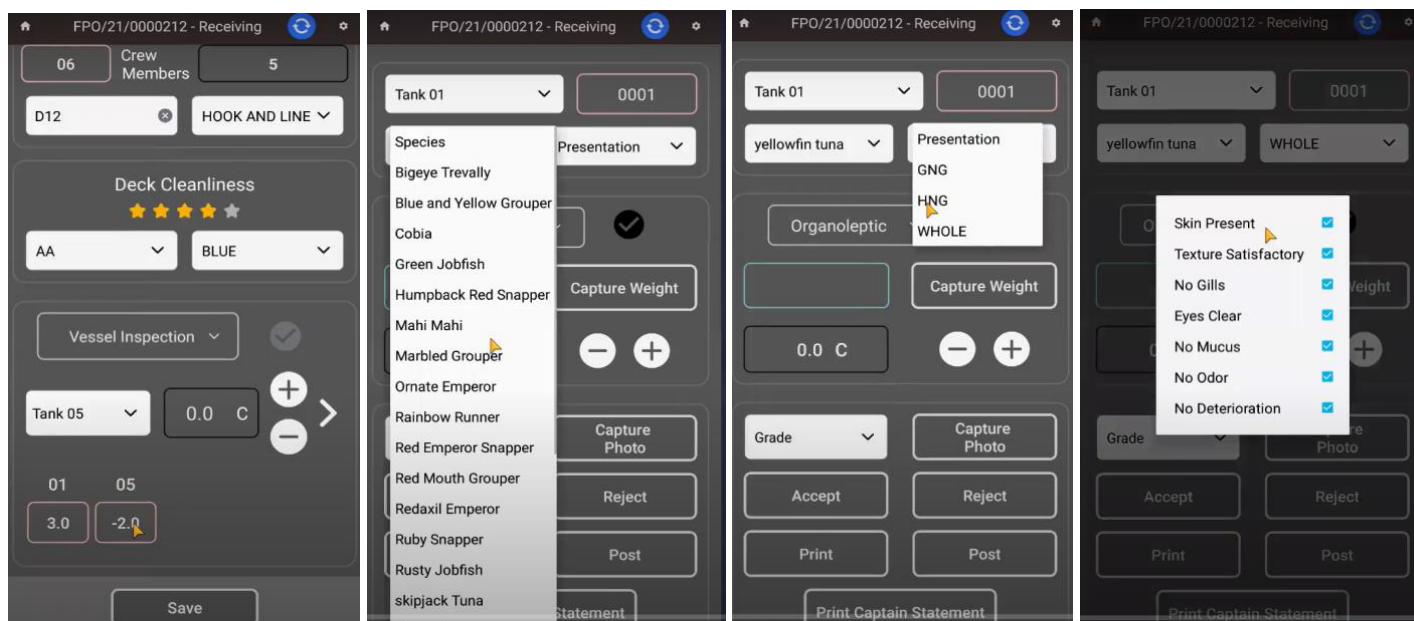 FPO/21/0000212 - Receiving
06 Crew Members 5
D12 HOOK AND LINE
Deck Cleanliness
AA BLUE
Vessel Inspection
Tank 05 0.0 C
01 05
3.0 -2.0
Save
FPO/21/0000212 - Receiving
Tank 01 0001
Species
Presentation
Bigeye Trevally
Blue and Yellow Grouper
Cobia
Green Jobfish
Humpback Red Snapper
Capture Weight
Mahi Mahi
Marbled Grouper
Ornate Emperor
Rainbow Runner
Capture Photo
Red Emperor Snapper
Red Mouth Grouper
Reject
Redaxil Emperor
Ruby Snapper
Post
Rusty Jobfish
skipjack Tuna
Statement
FPO/21/0000212 - Receiving
Tank 01 0001
yellowfin tuna
Presentation
GNG
HNG
WHOLE
Organoleptic
Capture Weight
0.0 C
Grade
Capture Photo
Accept Reject
Print Post
Print Captain Statement
FPO/21/0000212 - Receiving
Tank 01 0001
yellowfin tuna WHOLE
Skin Present
Texture Satisfactory
No Gills
Eyes Clear
No Mucus
No Odor
No Deterioration
Grade
Accept Reject
Print Post
Print Captain Statement